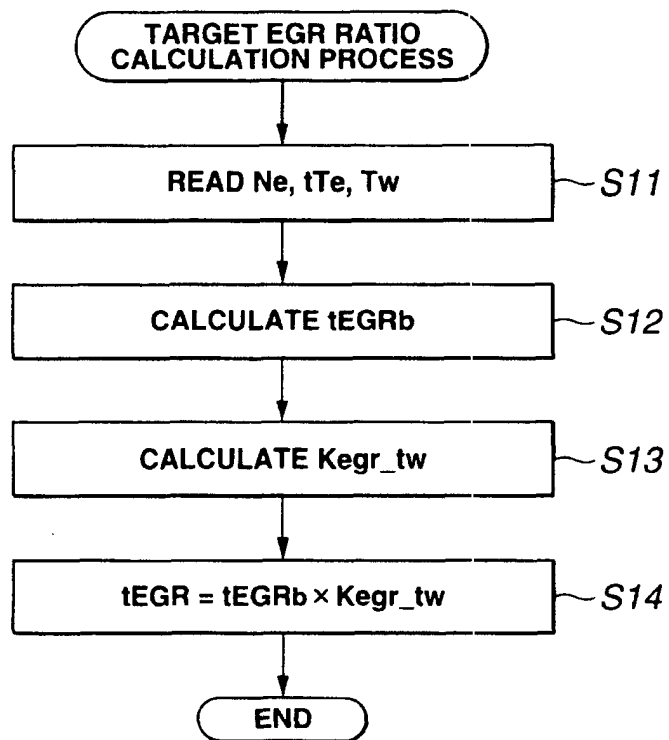 TARGET EGR RATIO
CALCULATION PROCESS
READ Ne, tTe, Tw
S11
CALCULATE tEGRb
S12
CALCULATE Kegr_tw
S13
tEGR = tEGRb × Kegr_tw
S14
END